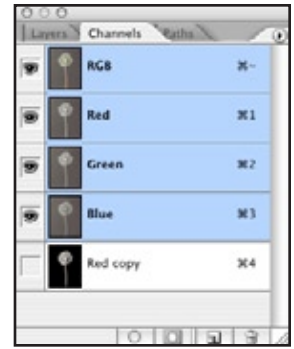 Layers Channels Paths
RGB ⌘~
Red ⌘1
Green ⌘2
Blue ⌘3
Red copy ⌘4